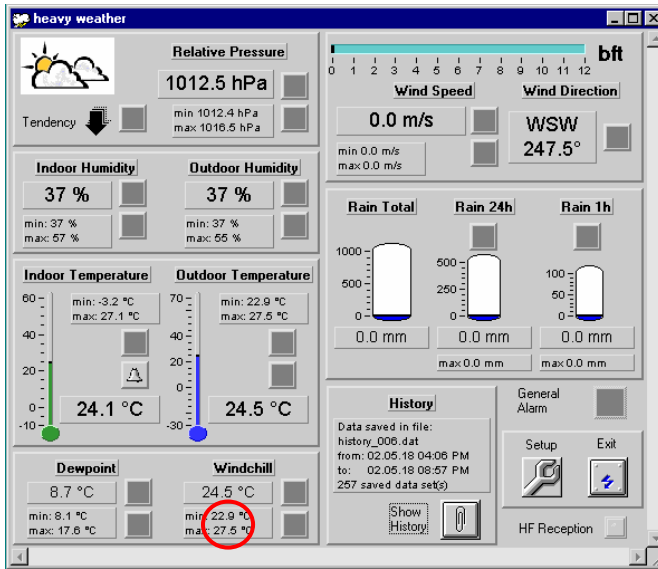 heavy weather
Relative Pressure
1012.5 hPa
Tendency
min 1012.4 hPa
max 1016.5 hPa
bft
0 1 2 3 4 5 6 7 8 9 10 11 12
Wind Speed
Wind Direction
0.0 m/s
WSW
247.5°
min 0.0 m/s
max 0.0 m/s
Indoor Humidity
Outdoor Humidity
37 %
37 %
min: 37 %
max: 57 %
min: 37 %
max: 55 %
Rain Total
Rain 24h
Rain 1h
1000
500
0
500
250
0
100
50
0
0.0 mm
0.0 mm
0.0 mm
max 0.0 mm
max 0.0 mm
Indoor Temperature
Outdoor Temperature
60
40
20
0
-10
min: -3.2 °C
max: 27.1 °C
24.1 °C
70
40
20
0
-30
min: 22.9 °C
max: 27.5 °C
24.5 °C
Dewpoint
Windchill
8.7 °C
24.5 °C
min: 8.1 °C
max: 17.6 °C
min: 22.9 °C
max: 27.5 °C
History
Data saved in file:
history_006.dat
from: 02.05.18 04:06 PM
to: 02.05.18 08:57 PM
257 saved data set(s)
Show
History
General
Alarm
Setup
Exit
HF Reception